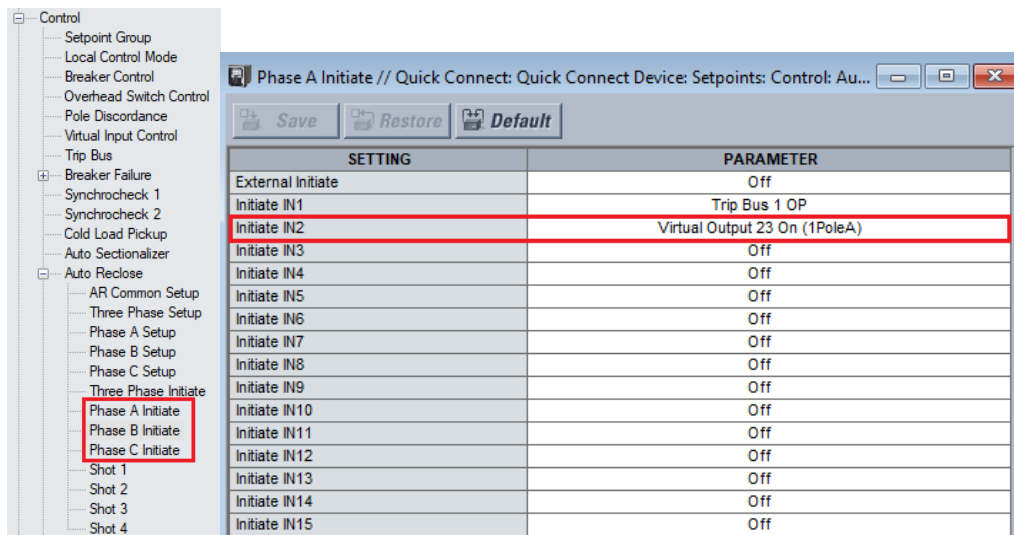 Control
Setpoint Group
Local Control Mode
Breaker Control
Overhead Switch Control
Pole Discordance
Virtual Input Control
Trip Bus
Breaker Failure
Synchrocheck 1
Synchrocheck 2
Cold Load Pickup
Auto Sectionalizer
Auto Reclose
AR Common Setup
Three Phase Setup
Phase A Setup
Phase B Setup
Phase C Setup
Three Phase Initiate
Phase A Initiate
Phase B Initiate
Phase C Initiate
Shot 1
Shot 2
Shot 3
Shot 4
Phase A Initiate // Quick Connect: Quick Connect Device: Setpoints: Control: Au...
Save Restore Default
SETTING PARAMETER
External Initiate Off
Initiate IN1 Trip Bus 1 OP
Initiate IN2 Virtual Output 23 On (1PoleA)
Initiate IN3 Off
Initiate IN4 Off
Initiate IN5 Off
Initiate IN6 Off
Initiate IN7 Off
Initiate IN8 Off
Initiate IN9 Off
Initiate IN10 Off
Initiate IN11 Off
Initiate IN12 Off
Initiate IN13 Off
Initiate IN14 Off
Initiate IN15 Off